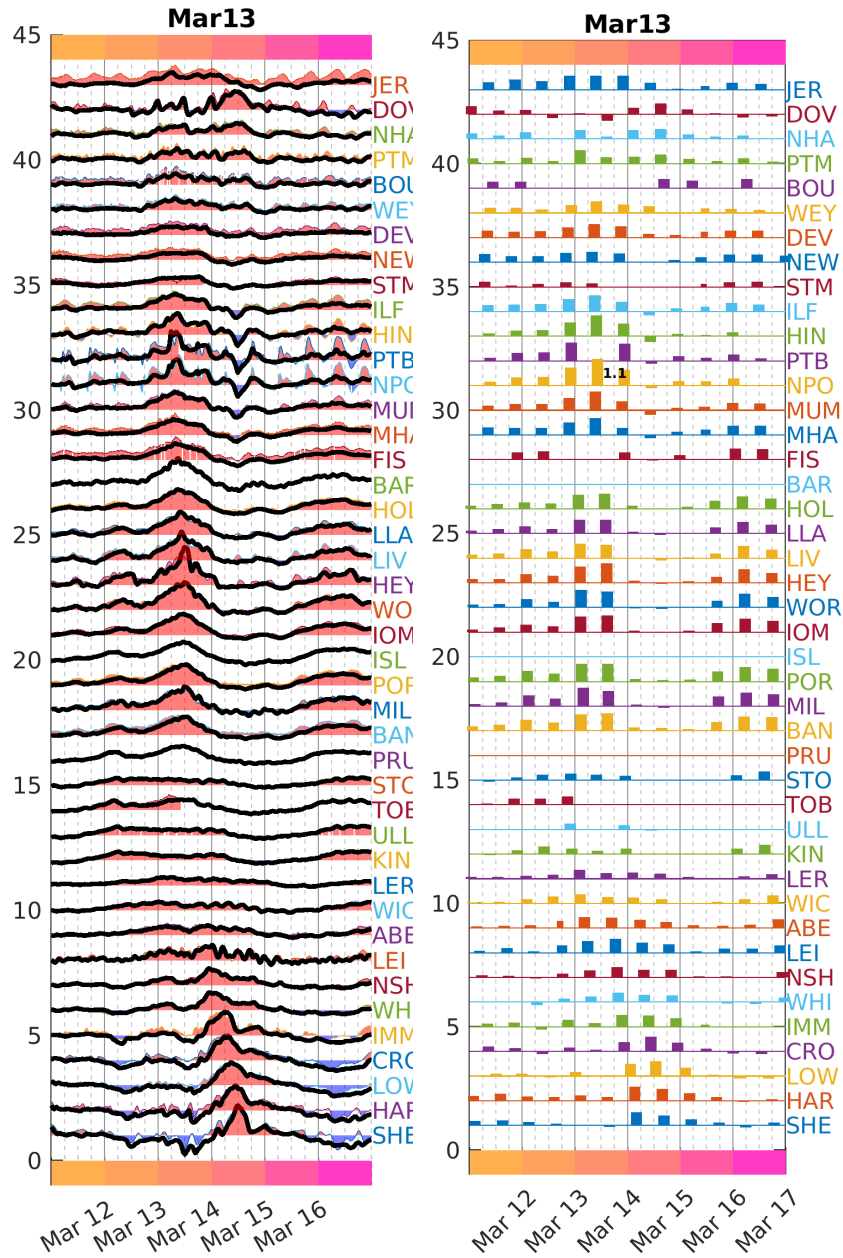 Mar13
45
JER
DOV
NHA
40
PTM
BOU
WEY
DEV
NEW
35
STM
ILF
HIN
PTB
NPO
30
MUM
MHA
FIS
BAR
HOL
25
LLA
LIV
HEY
WOR
IOM
20
ISL
POR
MIL
BAN
PRU
15
STO
TOB
ULL
KIN
LER
10
WIC
ABE
LEI
NSH
WHI
5
IMM
CRO
LOW
HAR
SHE
0
Mar 12
Mar 13
Mar 14
Mar 15
Mar 16
Mar13
45
JER
DOV
NHA
40
PTM
BOU
WEY
DEV
NEW
35
STM
ILF
HIN
PTB
1.1
NPO
30
MUM
MHA
FIS
BAR
HOL
25
LLA
LIV
HEY
WOR
IOM
20
ISL
POR
MIL
BAN
PRU
15
STO
TOB
ULL
KIN
LER
10
WIC
ABE
LEI
NSH
WHI
5
IMM
CRO
LOW
HAR
SHE
0
Mar 12
Mar 13
Mar 14
Mar 15
Mar 16
Mar 17